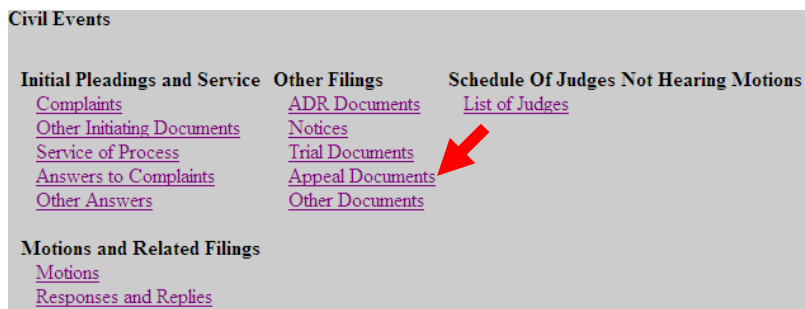 Civil Events
Initial Pleadings and Service
Complaints
Other Initiating Documents
Service of Process
Answers to Complaints
Other Answers
Other Filings
ADR Documents
Notices
Trial Documents
Appeal Documents
Other Documents
Schedule Of Judges Not Hearing Motions
List of Judges
Motions and Related Filings
Motions
Responses and Replies